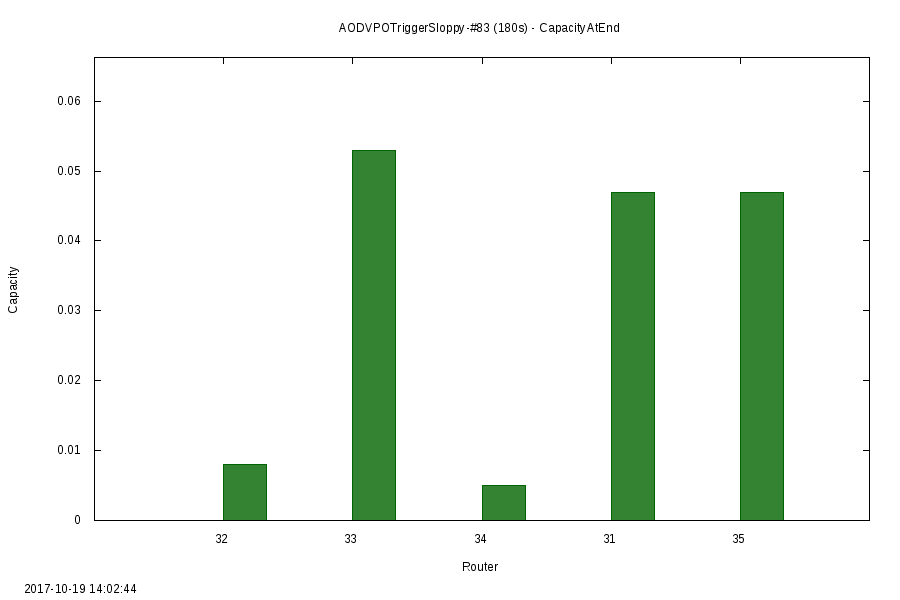 AODVPOTriggerSloppy-#83 (180s) - CapacityAtEnd
0.06
0.05
0.04
0.03
0.02
0.01
0
Capacity
32 33 34 31 35
Router
2017-10-19 14:02:44